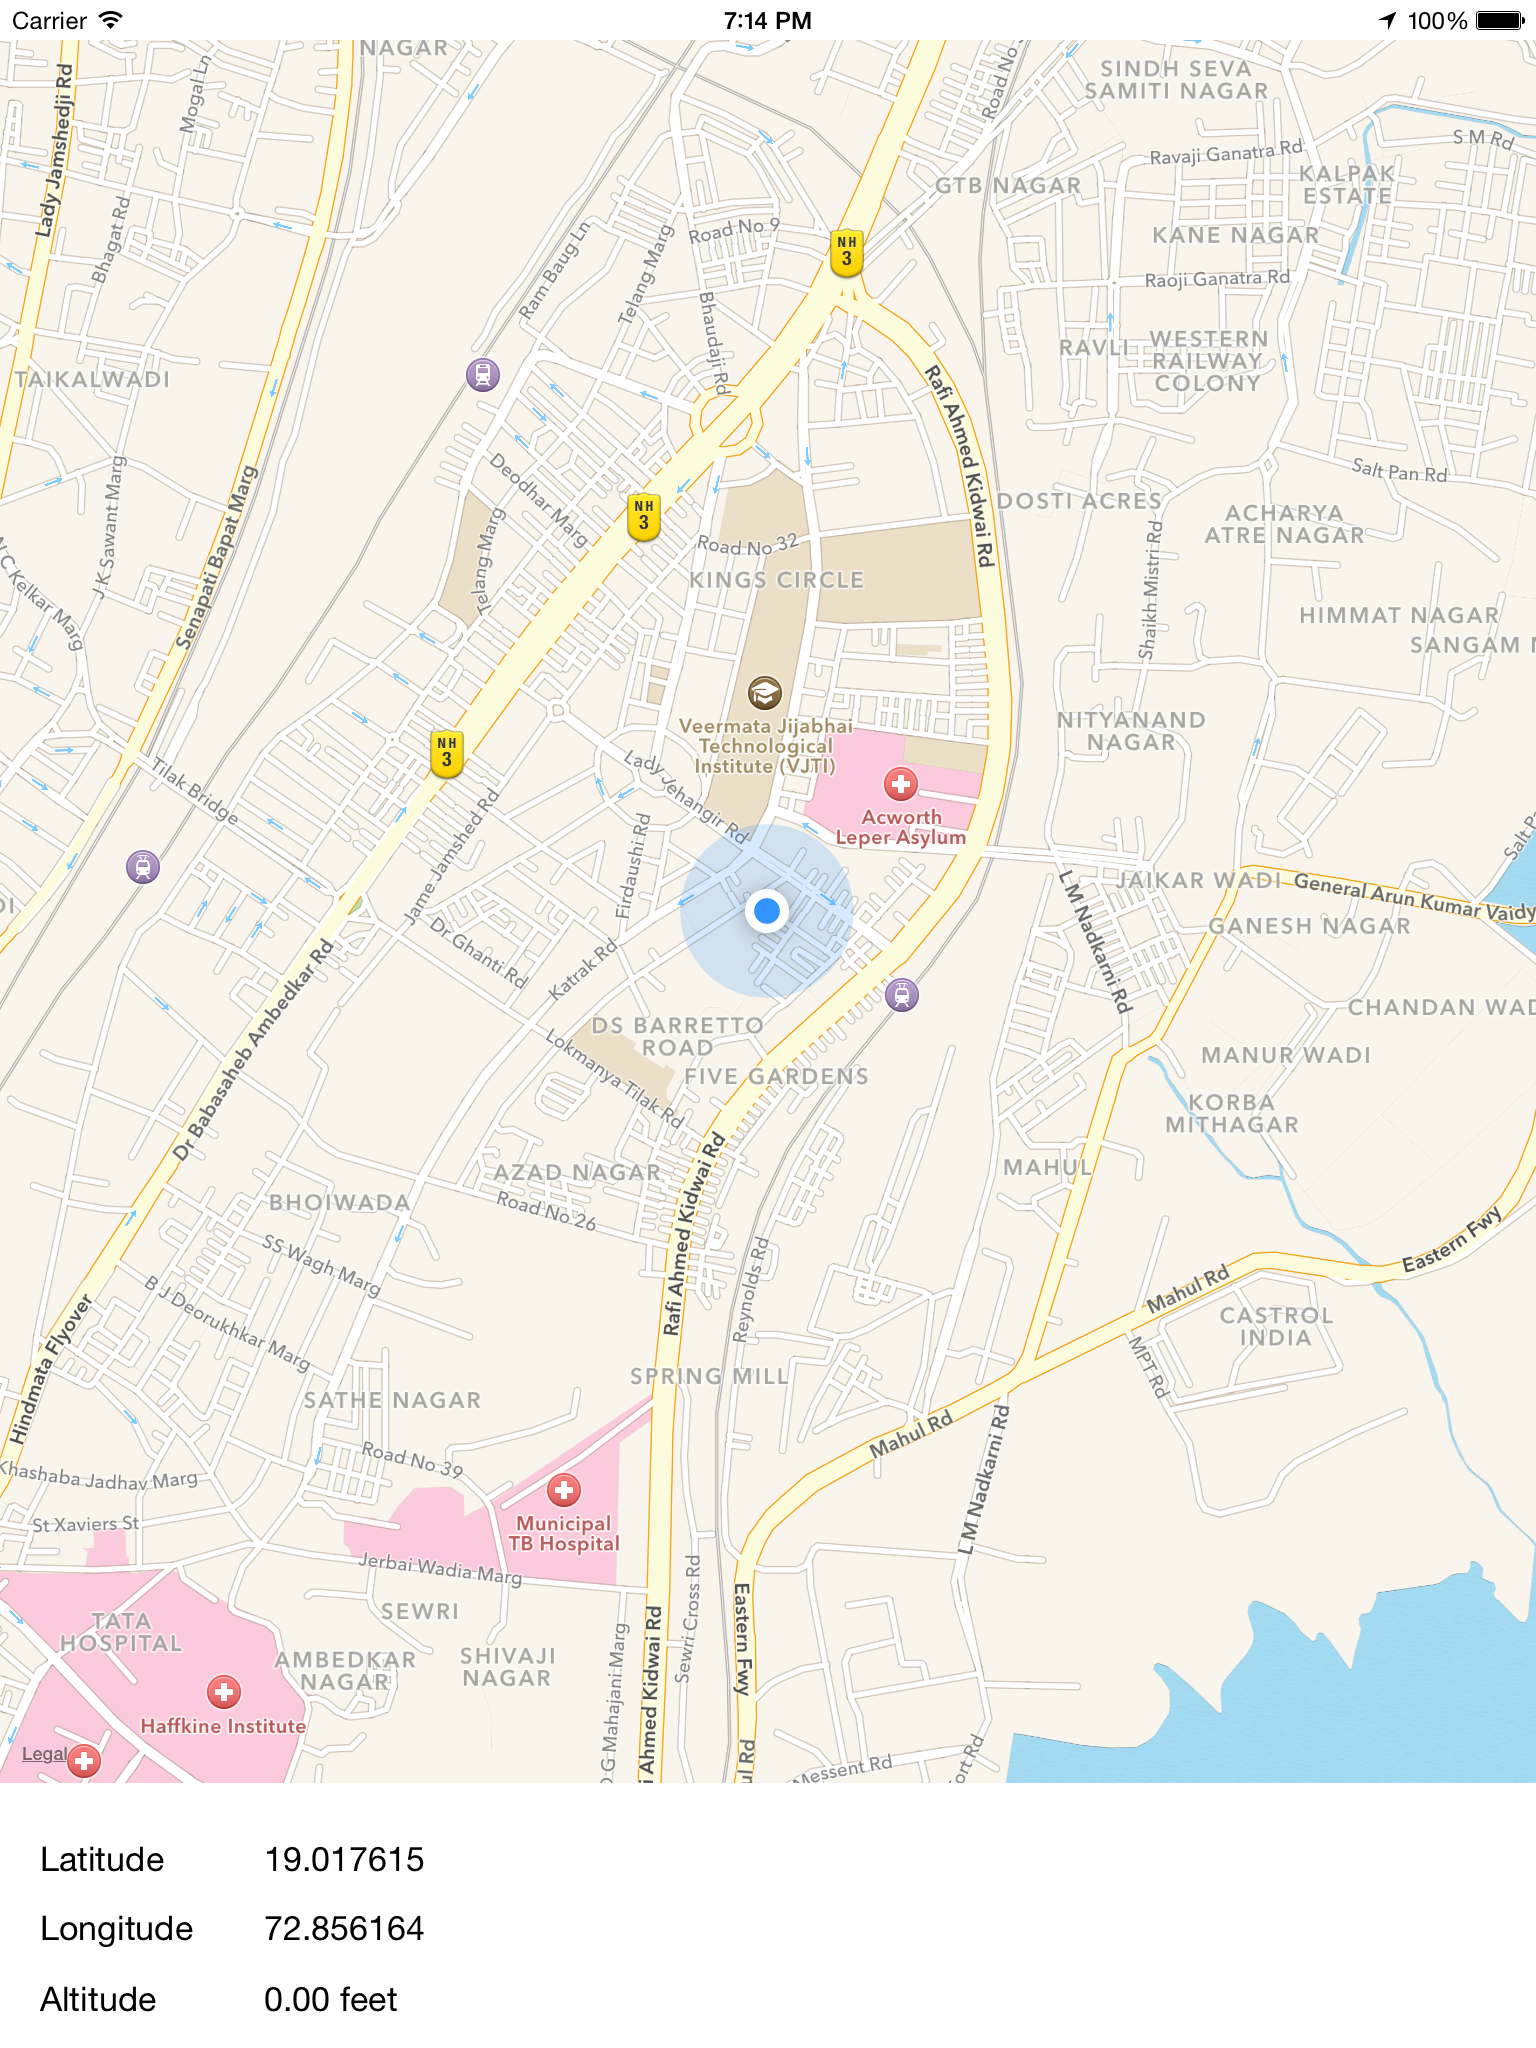 Carrier
7:14 PM
100%
NAGAR
SINDH SEVA
SAMITI NAGAR
Lady Jamshedji Rd
Mogal Ln
Road No
S M Rd
Ravaji Ganatra Rd
KALPAK
ESTATE
GTB NAGAR
Bhagat Rd
Road No 9
KANE NAGAR
NH
3
Ram Baug Ln
Telang Marg
Raoji Ganatra Rd
Bhaudaji Rd
RAVLI
WESTERN
RAILWAY
COLONY
TAIKALWADI
Rafi Ahmed Kidwai Rd
Deodhar Marg
Salt Pan Rd
J K Sawant Marg
Senapati Bapat Marg
DOSTI ACRES
NH
3
ACHARYA
ATRE NAGAR
Telang Marg
Road No 32
KINGS CIRCLE
N C Kelkar Marg
Shaikh Mistri Rd
HIMMAT NAGAR
SANGAM N
Veermata Jijabhai
Technological
Institute (VJTI)
NITYANAND
NAGAR
NH
3
Tilak Bridge
Lady Jehangir Rd
Acworth
Leper Asylum
Jame Jamshed Rd
Firdaushi Rd
Salt P
JAIKAR WADI
General Arun Kumar Vaidy
DI
GANESH NAGAR
L M Nadkarni Rd
Dr Ghanti Rd
Katrak Rd
CHANDAN WAD
DS BARRETTO
ROAD
Dr Babasaheb Ambedkar Rd
MANUR WADI
Lokmanya Tilak Rd
FIVE GARDENS
KORBA
MITHAGAR
AZAD NAGAR
MAHUL
Rafi Ahmed Kidwai Rd
BHOIWADA
Road No 26
SS Wagh Marg
Eastern Fwy
Reynolds Rd
Mahul Rd
B J Deorukhkar Marg
CASTROL
INDIA
Hindmata Flyover
MPT Rd
SPRING MILL
SATHE NAGAR
Mahul Rd
Road No 39
L M Nadkarni Rd
Khashaba Jadhav Marg
St Xaviers St
Municipal
TB Hospital
Jerbai Wadia Marg
Sewri Cross Rd
Eastern Fwy
SEWRI
TATA
HOSPITAL
AMBEDKAR
NAGAR
SHIVAJI
NAGAR
G Mahajani Marg
i Ahmed Kidwai Rd
Haffkine Institute
Legal
ul Rd
Messent Rd
ort Rd
Latitude 19.017615
Longitude 72.856164
Altitude 0.00 feet